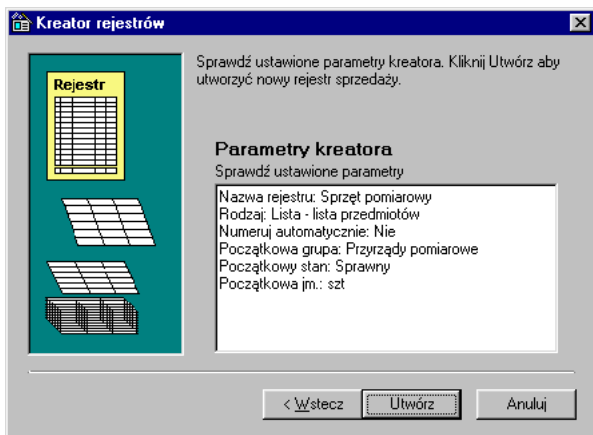 Kreator rejestrów
Sprawdź ustawione parametry kreatora. Kliknij Utwórz aby
utworzyć nowy rejestr sprzedaży.
Rejestr
Parametry kreatora
Sprawdź ustawione parametry
Nazwa rejestru: Sprzęt pomiarowy
Rodzaj: Lista - lista przedmiotów
Numeruj automatycznie: Nie
Początkowa grupa: Przyrządy pomiarowe
Początkowy stan: Sprawny
Początkowa jm.: szt
< Wstecz
Utwórz
Anuluj